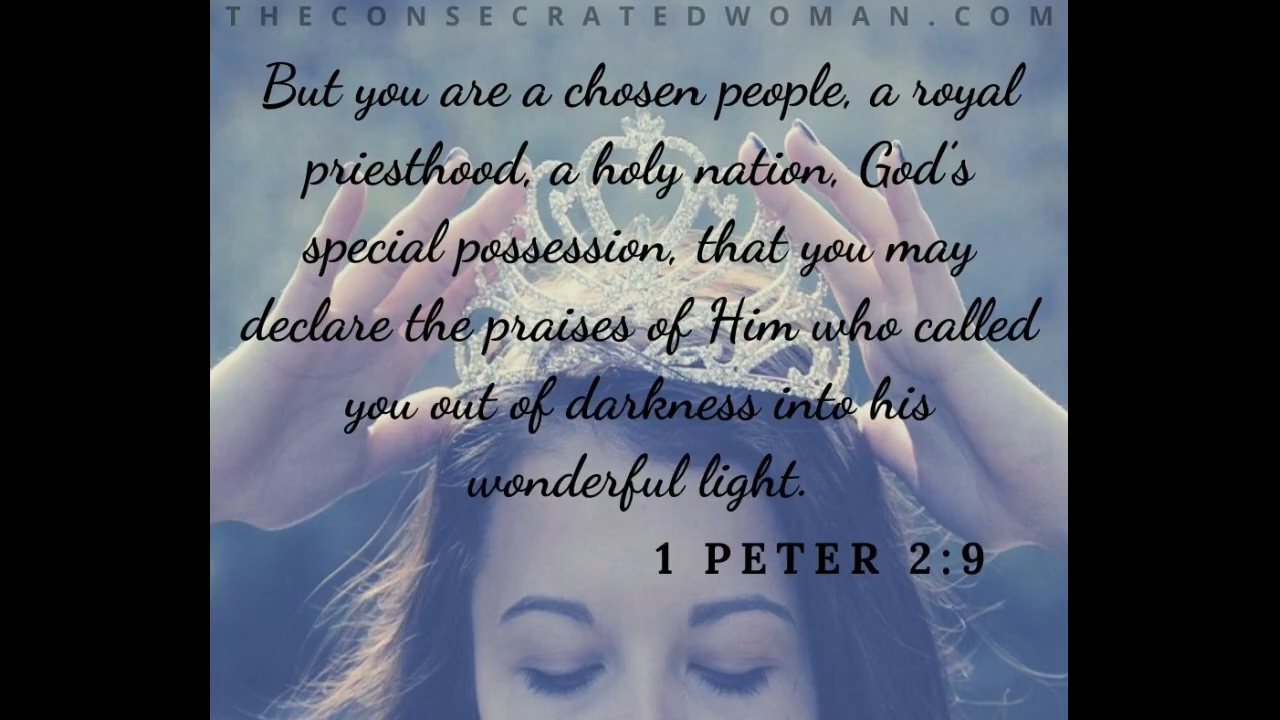 THECONSECRATEDWOMAN.COM
But you are a chosen people, a royal
priesthood, a holy nation, God's
special possession, that you may
declare the praises of Him who called
you out of darkness into his
wonderful light.
1 PETER 2:9